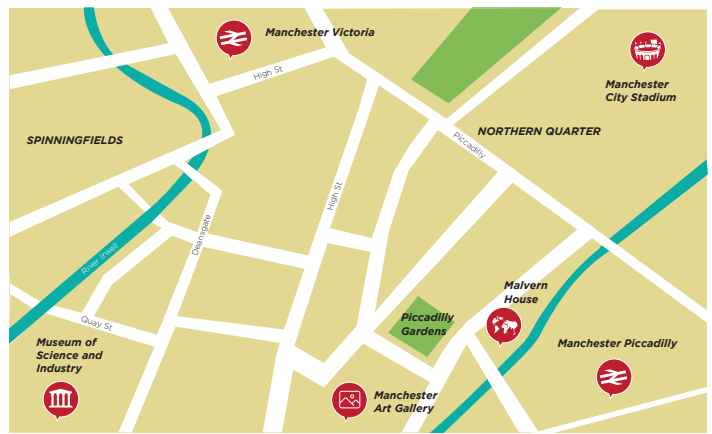 Manchester Victoria
High St
Manchester
City Stadium
SPINNINGFIELDS
NORTHERN QUARTER
Piccadilly
High St
Deansgate
River Irwell
Malvern
House
Piccadilly
Gardens
Quay St
Museum of
Science and
Industry
Manchester Piccadilly
Manchester
Art Gallery